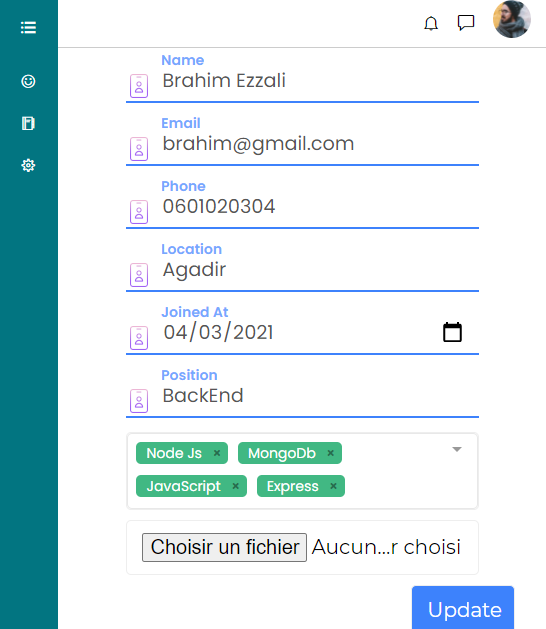 Name
Brahim Ezzali
Email
brahim@gmail.com
Phone
0601020304
Location
Agadir
Joined At
04/03/2021
Position
BackEnd
Node Js × MongoDb ×
JavaScript × Express ×
Choisir un fichier Aucun...r choisi
Update